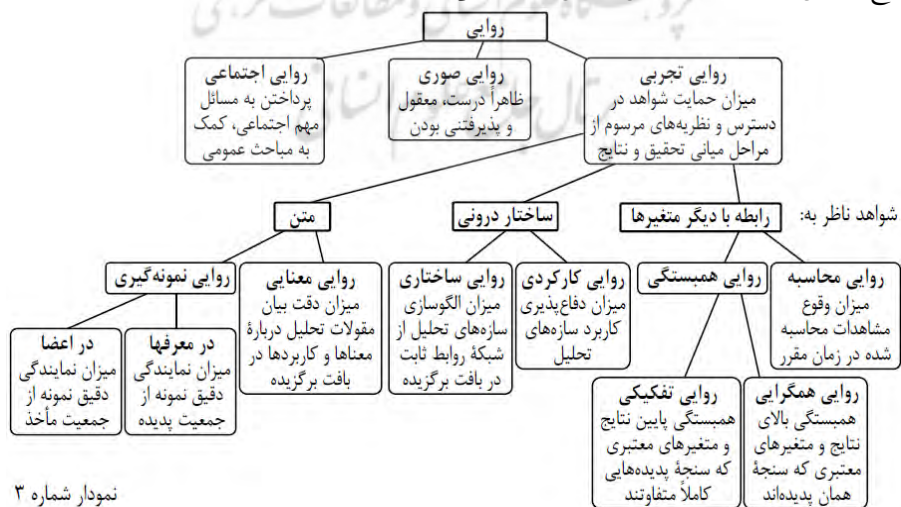 روایی
روایی تجربی
میزان حمایت شواهد در
دسترس و نظریه‌های مرسوم از
مراحل میانی تحقیق و نتایج
روایی صوری
ظاهراً درست، معقول
و پذیرفتنی بودن
روایی اجتماعی
پرداختن به مسائل
مهم اجتماعی، کمک
به مباحث عمومی
شواهد ناظر به:
رابطه با دیگر متغیرها
ساختار درونی
متن
روایی محاسبه
میزان وقوع
مشاهدات محاسبه
شده در زمان مقرر
روایی همبستگی
روایی کارکردی
میزان دفاع‌پذیری
کاربرد سازه‌های
تحلیل
روایی ساختاری
میزان الگوسازی
سازه‌های تحلیل از
شبکۀ روابط ثابت
در بافت برگزیده
روایی معنایی
میزان دقت بیان
مقولات تحلیل دربارۀ
معناها و کاربردها در
بافت برگزیده
روایی نمونه‌گیری
روایی همگرایی
همبستگی بالای
نتایج و متغیرهای
معتبری که سنجۀ
همان پدیده‌اند
روایی تفکیکی
همبستگی پایین نتایج
و متغیرهای معتبری
که سنجۀ پدیده‌هایی
کاملاً متفاوتند
در معرفها
میزان نمایندگی
دقیق نمونه از
جمعیت پدیده
در اعضا
میزان نمایندگی
دقیق نمونه از
جمعیت مأخذ
نمودار شماره ۳